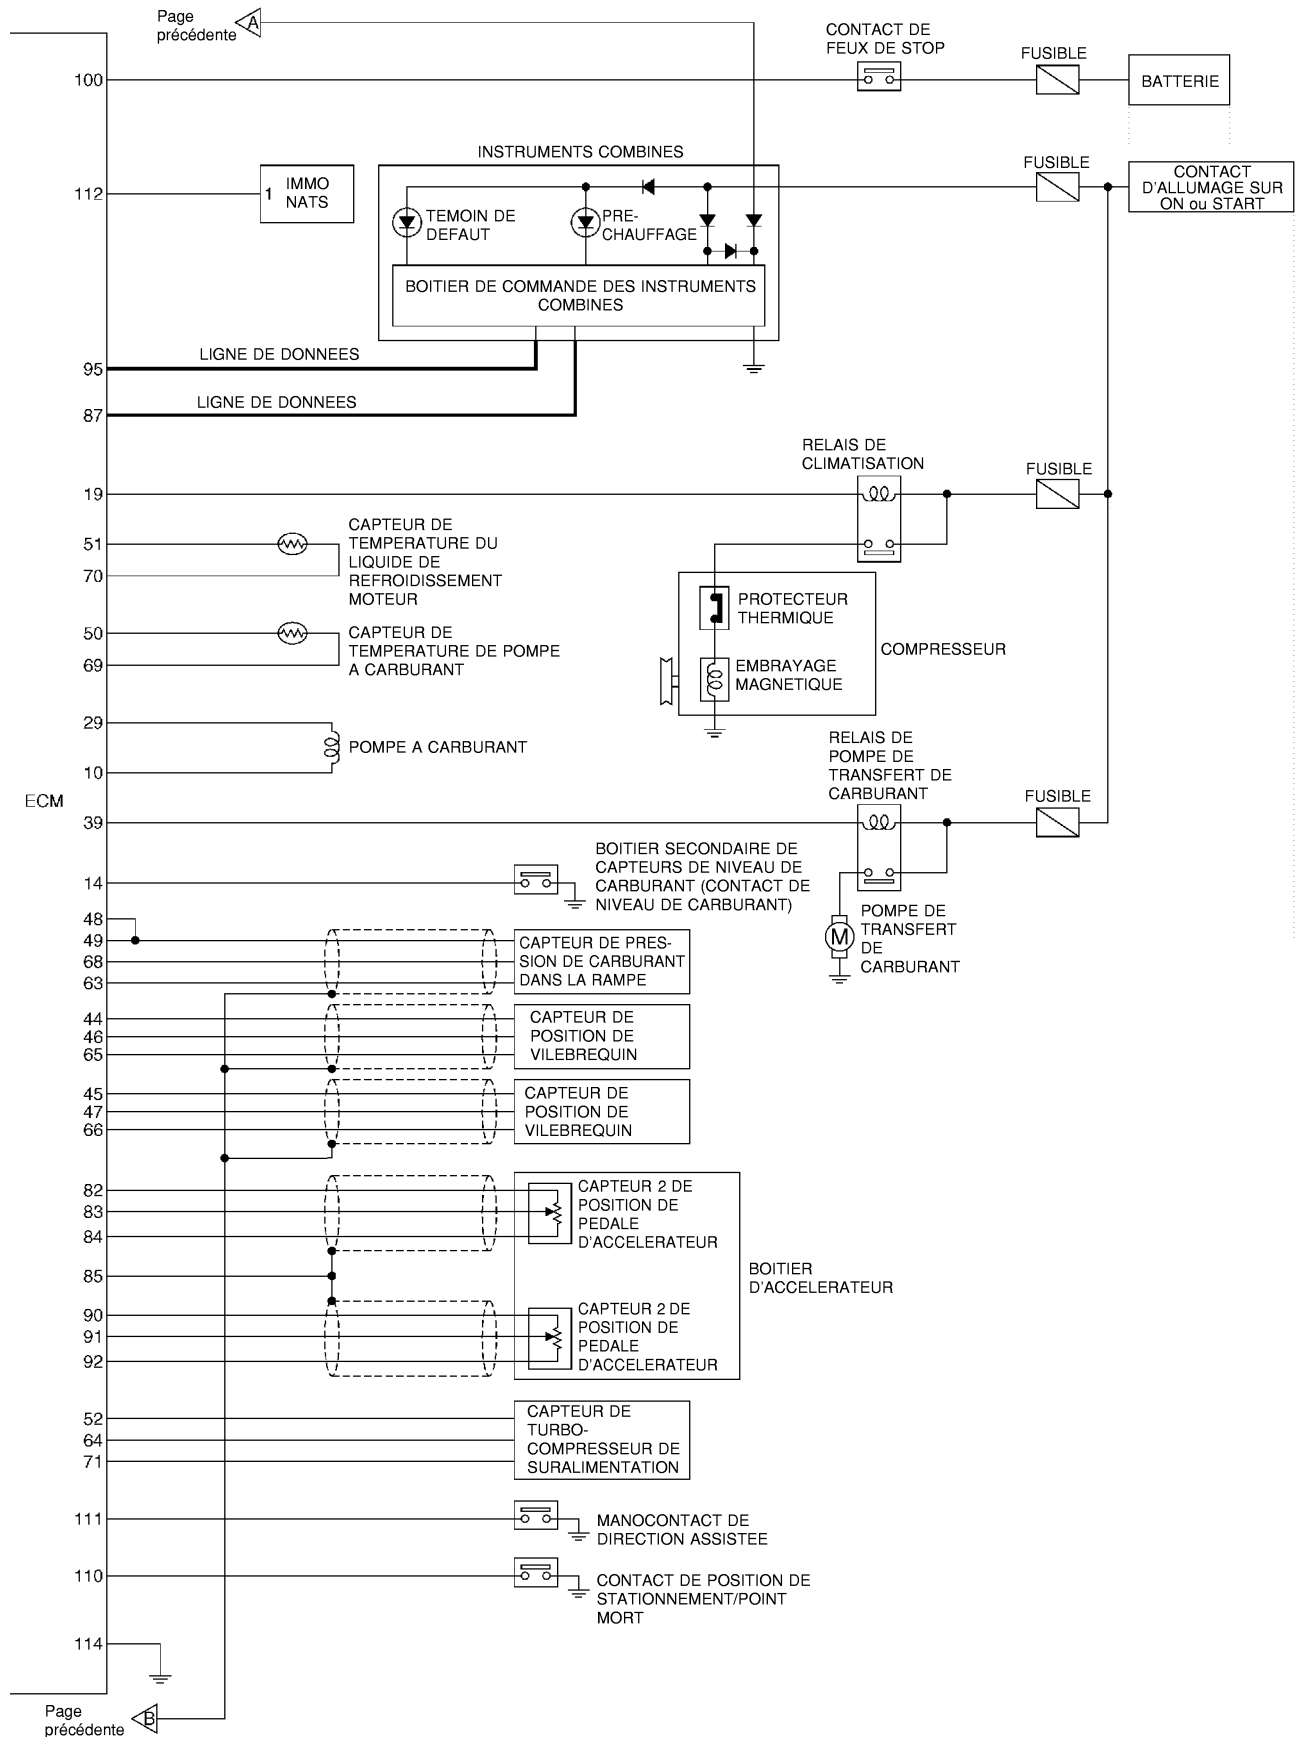 Page
précédente
A
CONTACT DE
FEUX DE STOP
FUSIBLE
100
BATTERIE
INSTRUMENTS COMBINES
FUSIBLE
CONTACT
D'ALLUMAGE SUR
ON ou START
112
1
IMMO
NATS
TEMOIN DE
DEFAUT
PRE-
CHAUFFAGE
BOITIER DE COMMANDE DES INSTRUMENTS
COMBINES
LIGNE DE DONNEES
95
LIGNE DE DONNEES
87
RELAIS DE
CLIMATISATION
FUSIBLE
19
CAPTEUR DE
TEMPERATURE DU
LIQUIDE DE
REFROIDISSEMENT
MOTEUR
51
70
PROTECTEUR
THERMIQUE
COMPRESSEUR
50
CAPTEUR DE
TEMPERATURE DE POMPE
A CARBURANT
69
EMBRAYAGE
MAGNETIQUE
29
POMPE A CARBURANT
10
RELAIS DE
POMPE DE
TRANSFERT DE
CARBURANT
FUSIBLE
ECM
39
BOITIER SECONDAIRE DE
CAPTEURS DE NIVEAU DE
CARBURANT (CONTACT DE
NIVEAU DE CARBURANT)
14
M
POMPE DE
TRANSFERT
DE
CARBURANT
48
49
68
63
CAPTEUR DE PRES-
SION DE CARBURANT
DANS LA RAMPE
44
46
65
CAPTEUR DE
POSITION DE
VILEBREQUIN
45
47
66
CAPTEUR DE
POSITION DE
VILEBREQUIN
82
83
84
CAPTEUR 2 DE
POSITION DE
PEDALE
D'ACCELERATEUR
85
BOITIER
D'ACCELERATEUR
90
91
92
CAPTEUR 2 DE
POSITION DE
PEDALE
D'ACCELERATEUR
52
64
71
CAPTEUR DE
TURBO-
COMPRESSEUR DE
SURALIMENTATION
111
MANOCONTACT DE
DIRECTION ASSISTEE
110
CONTACT DE POSITION DE
STATIONNEMENT/POINT
MORT
114
Page
précédente
B